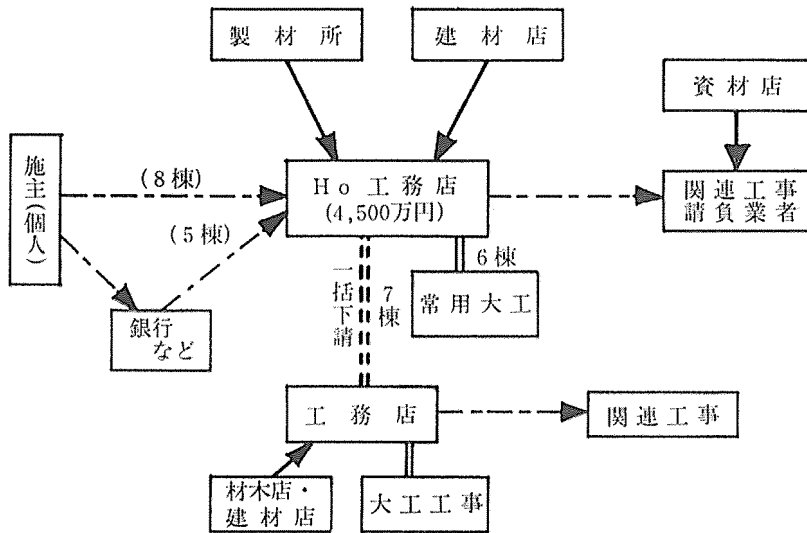 製材所
建材店
資材店
施主(個人)
(8棟)
Ho工務店
(4,500万円)
関連工事
請負業者
(5棟)
6棟
一括下請
7棟
常用大工
銀行
など
工務店
関連工事
材木店・
建材店
大工工事